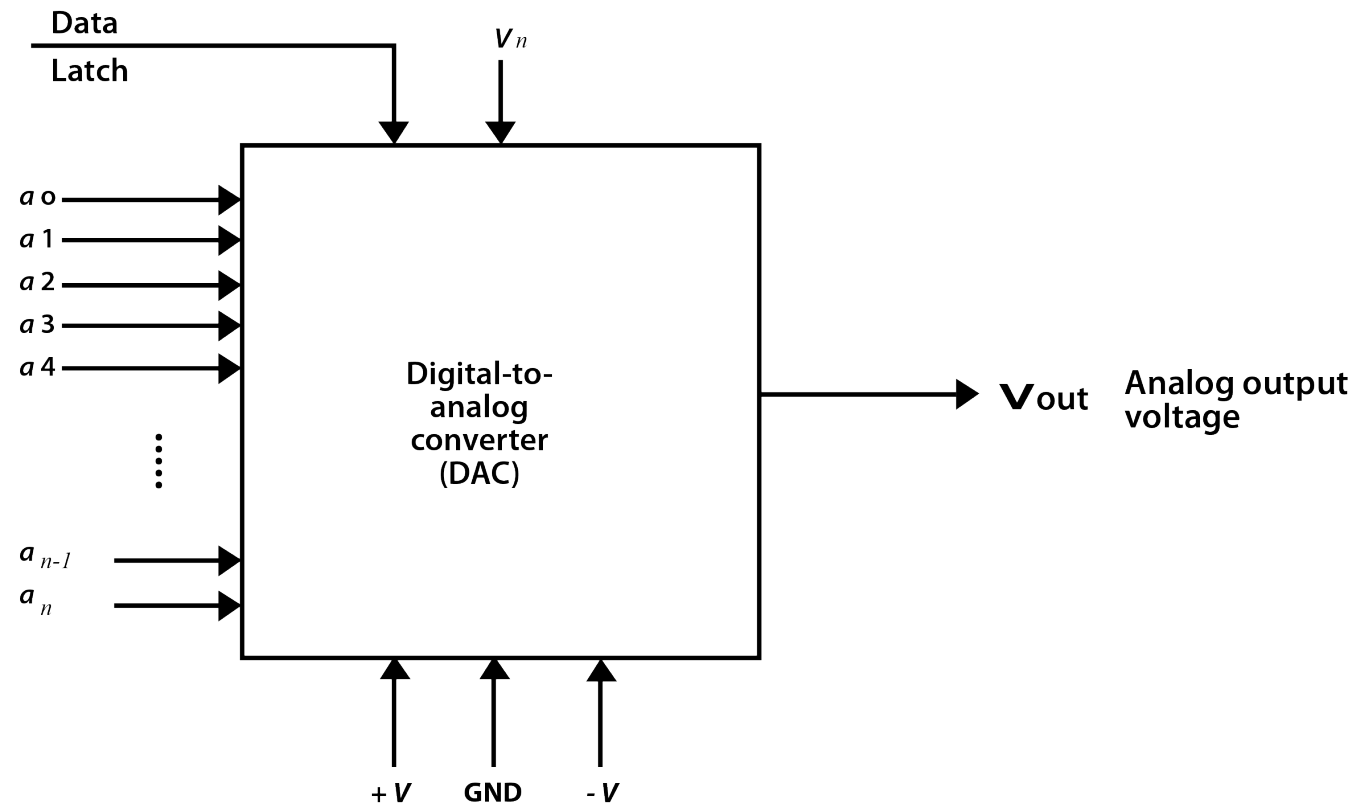 Data
Latch
V n
a o
a 1
a 2
a 3
a 4
a n-1
a n
Digital-to-
analog
converter
(DAC)
V out
Analog output
voltage
+ V
GND
- V